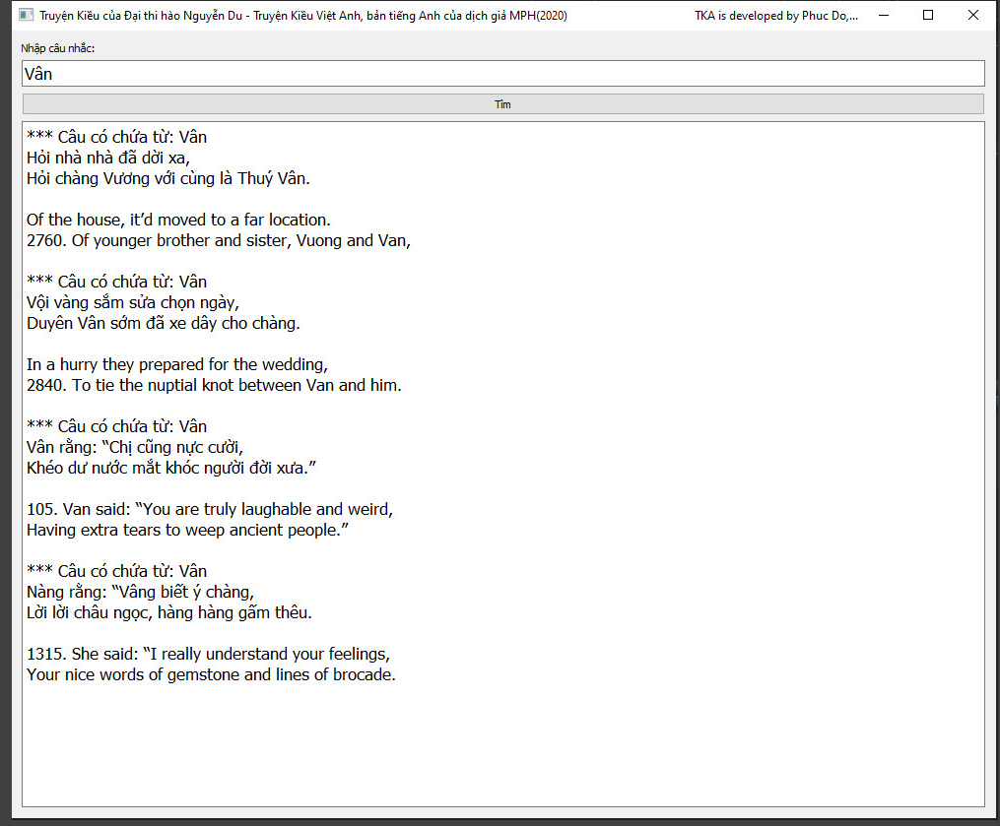 Truyện Kiều của Đại thi hào Nguyễn Du - Truyện Kiều Việt Anh, bản tiếng Anh của dịch giả MPH(2020) TKA is developed by Phuc Do,...
Nhập câu nhắc:
Vân
Tìm
*** Câu có chứa từ: Vân
Hỏi nhà nhà đã dời xa,
Hỏi chàng Vương với cùng là Thuý Vân.
Of the house, it’d moved to a far location.
2760. Of younger brother and sister, Vuong and Van,
*** Câu có chứa từ: Vân
Vội vàng sắm sửa chọn ngày,
Duyên Vân sớm đã xe dây cho chàng.
In a hurry they prepared for the wedding,
2840. To tie the nuptial knot between Van and him.
*** Câu có chứa từ: Vân
Vân rằng: “Chị cũng nực cười,
Khéo dư nước mắt khóc người đời xưa.”
105. Van said: “You are truly laughable and weird,
Having extra tears to weep ancient people.”
*** Câu có chứa từ: Vân
Nàng rằng: “Vâng biết ý chàng,
Lời lời châu ngọc, hàng hàng gấm thêu.
1315. She said: “I really understand your feelings,
Your nice words of gemstone and lines of brocade.